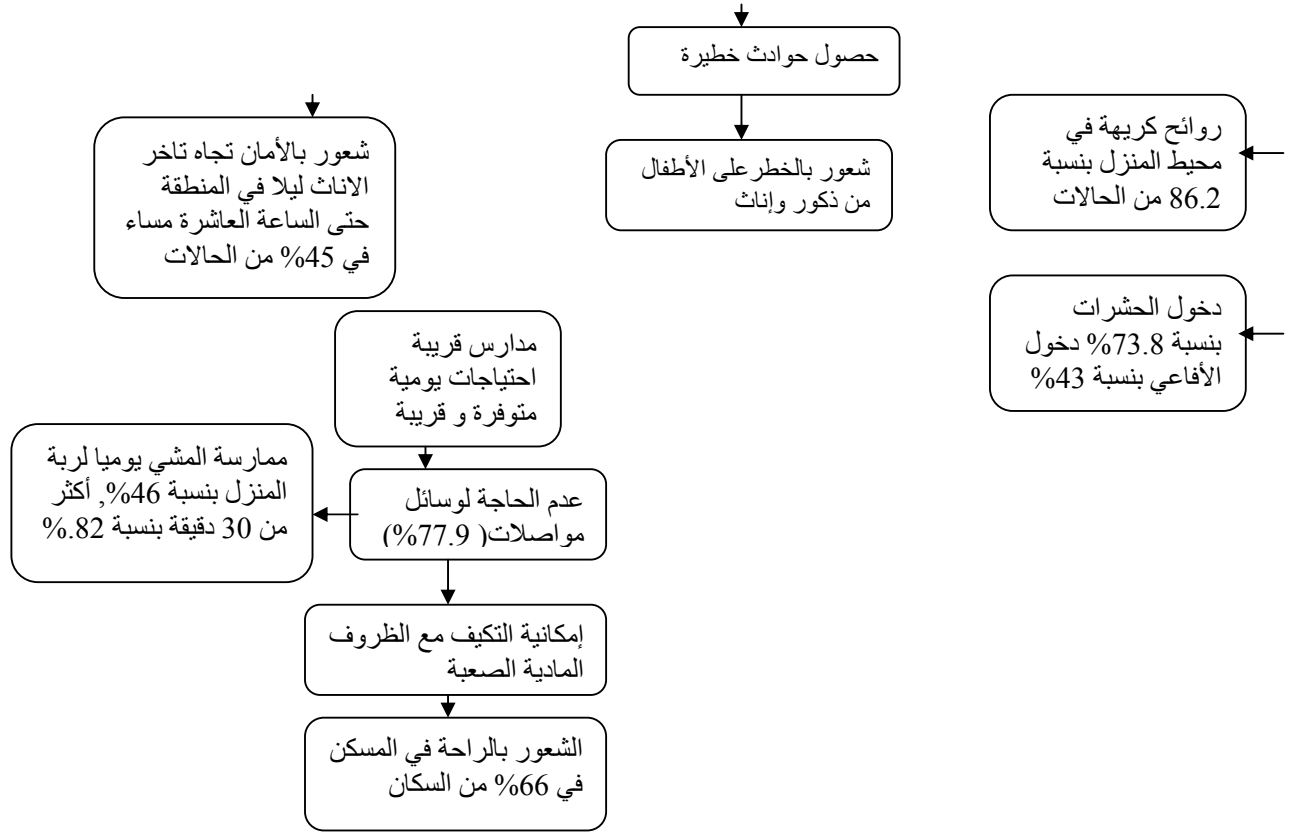 حصول حوادث خطيرة
شعور بالخطرعلى الأطفال
من ذكور وإناث
روائح كريهة في
محيط المنزل بنسبة
86.2 من الحالات
شعور بالأمان تجاه تاخر
الاناث ليلا في المنطقة
حتى الساعة العاشرة مساء
في 45% من الحالات
دخول الحشرات
بنسبة 73.8% دخول
الأفاعي بنسبة 43%
مدارس قريبة
احتياجات يومية
متوفرة و قريبة
ممارسة المشي يوميا لربة
المنزل بنسبة 46%, أكثر
من 30 دقيقة بنسبة 82.%
عدم الحاجة لوسائل
مواصلات( 77.9%)
إمكانية التكيف مع الظروف
المادية الصعبة
الشعور بالراحة في المسكن
في 66% من السكان